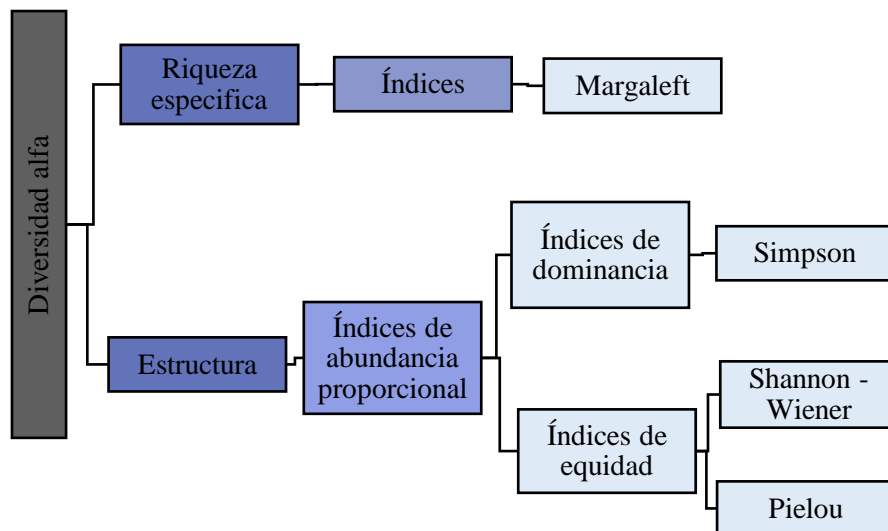 Diversidad alfa
Riqueza
especifica
Índices
Margaleft
Estructura
Índices de
abundancia
proporcional
Índices de
dominancia
Simpson
Índices de
equidad
Shannon -
Wiener
Pielou